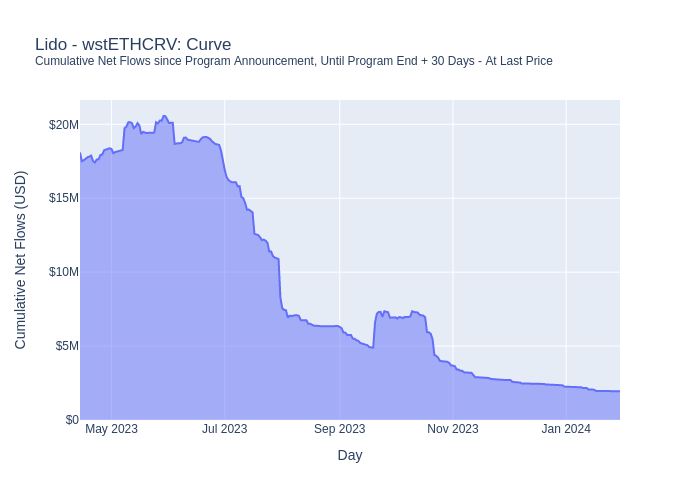 Lido - wstETHCRV: Curve
Cumulative Net Flows since Program Announcement, Until Program End + 30 Days - At Last Price
Cumulative Net Flows (USD)
$20M
$15M
$10M
$5M
$0
May 2023
Jul 2023
Sep 2023
Nov 2023
Jan 2024
Day